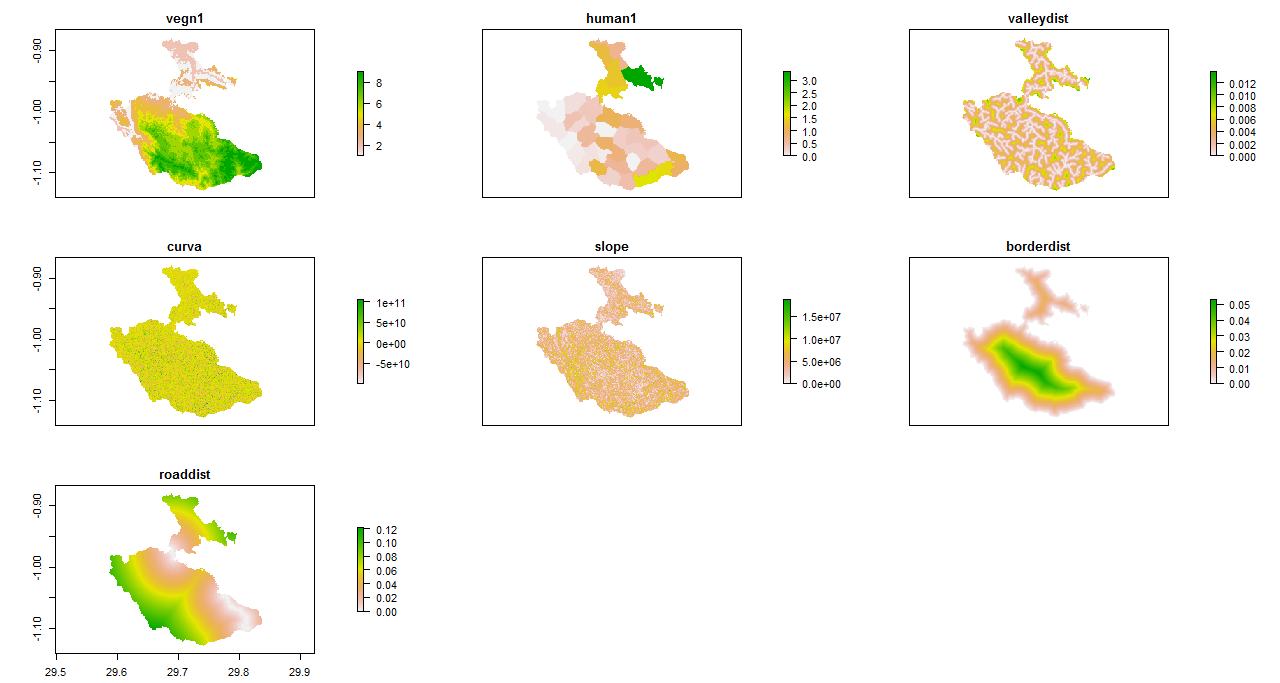 vegn1
human1
valleydist
-0.90
-1.00
-1.10
8
6
4
2
3.0
2.5
2.0
1.5
1.0
0.5
0.0
0.012
0.010
0.008
0.006
0.004
0.002
0.000
curva
slope
borderdist
-0.90
-1.00
-1.10
1e+11
5e+10
0e+00
-5e+10
1.5e+07
1.0e+07
5.0e+06
0.0e+00
0.05
0.04
0.03
0.02
0.01
0.00
roaddist
-0.90
-1.00
-1.10
29.5 29.6 29.7 29.8 29.9
0.12
0.10
0.08
0.06
0.04
0.02
0.00